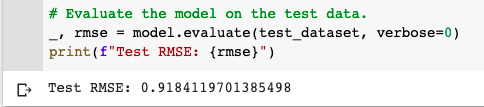 # Evaluate the model on the test data.
_, rmse = model.evaluate(test_dataset, verbose=0)
print(f"Test RMSE: {rmse}")
Test RMSE: 0.9184119701385498